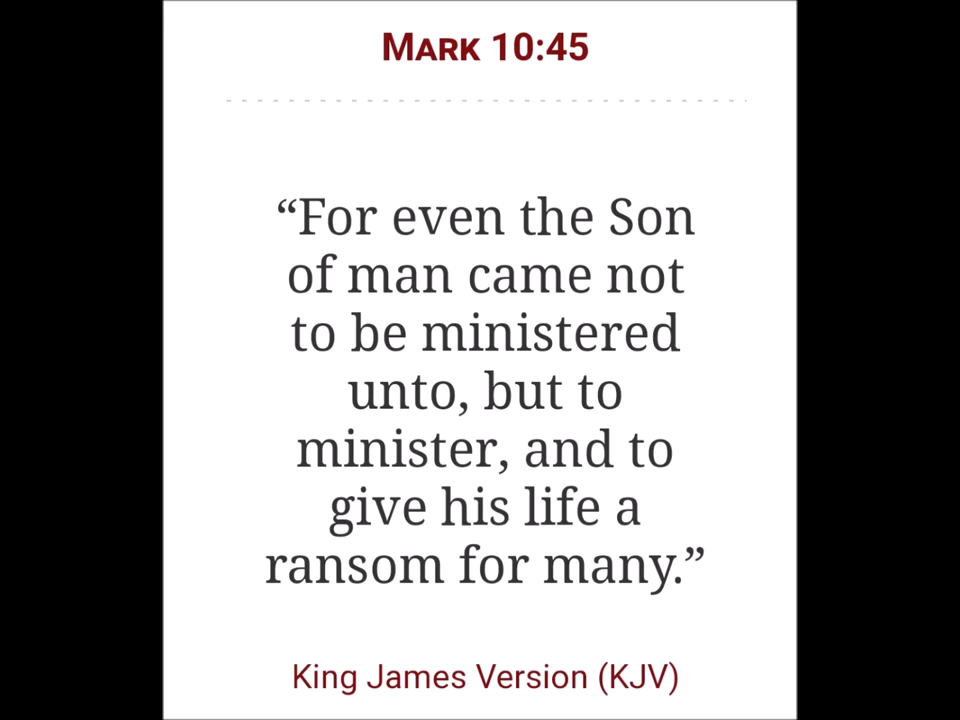 Mark 10:45
“For even the Son
of man came not
to be ministered
unto, but to
minister, and to
give his life a
ransom for many.”
King James Version (KJV)